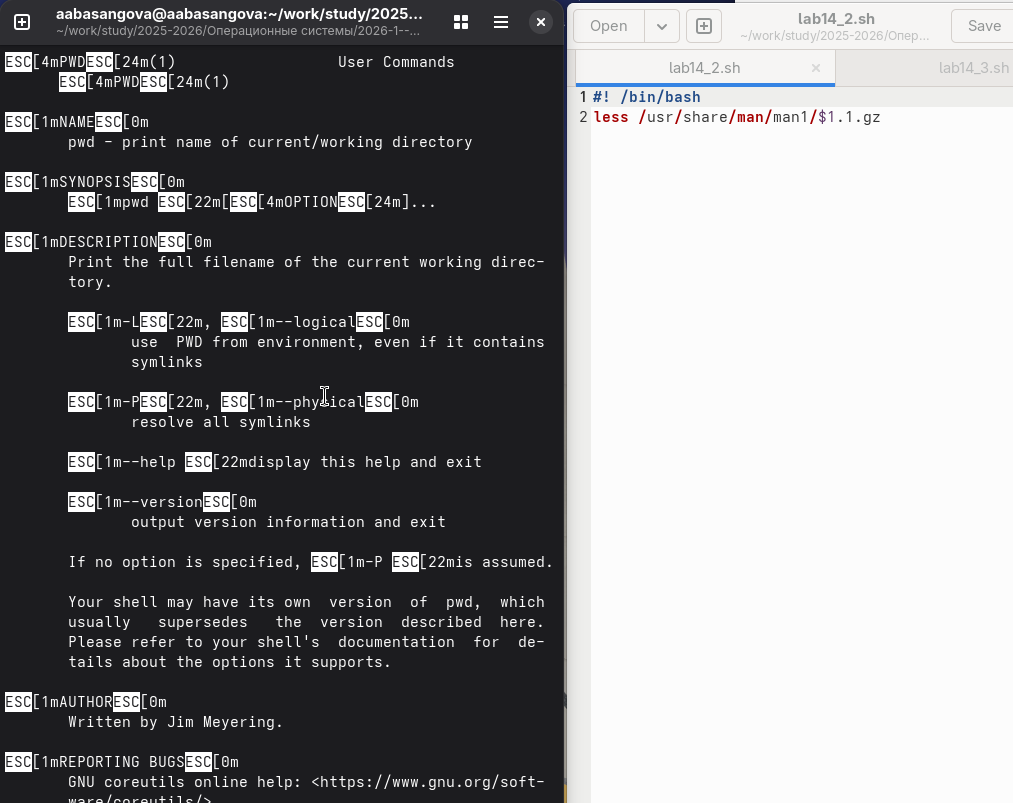 aabasangova@aabasangova:~/work/study/2025...
~/work/study/2025-2026/Операционные системы/2026-1--...
ESC[4mPWDESC[24m(1) User Commands
ESC[4mPWDESC[24m(1)
ESC[1mNAMEESC[0m
pwd - print name of current/working directory
ESC[1mSYNOPSISESC[0m
ESC[1mpwd ESC[22m[ESC[4mOPTIONESC[24m]...
ESC[1mDESCRIPTIONESC[0m
Print the full filename of the current working direc-
tory.
ESC[1m-LESC[22m, ESC[1m--logicalESC[0m
use  PWD from environment, even if it contains
symlinks
ESC[1m-PESC[22m, ESC[1m--physicalESC[0m
resolve all symlinks
ESC[1m--help ESC[22mdisplay this help and exit
ESC[1m--versionESC[0m
output version information and exit
If no option is specified, ESC[1m-P ESC[22mis assumed.
Your shell may have its own  version  of  pwd,  which
usually   supersedes   the  version  described  here.
Please refer to your shell's  documentation  for  de-
tails about the options it supports.
ESC[1mAUTHORESC[0m
Written by Jim Meyering.
ESC[1mREPORTING BUGSESC[0m
GNU coreutils online help: <https://www.gnu.org/soft-
ware/coreutils/>
Open
lab14_2.sh
~/work/study/2025-2026/Опер...
Save
lab14_2.sh
lab14_3.sh
1 #! /bin/bash
2 less /usr/share/man/man1/$1.1.gz